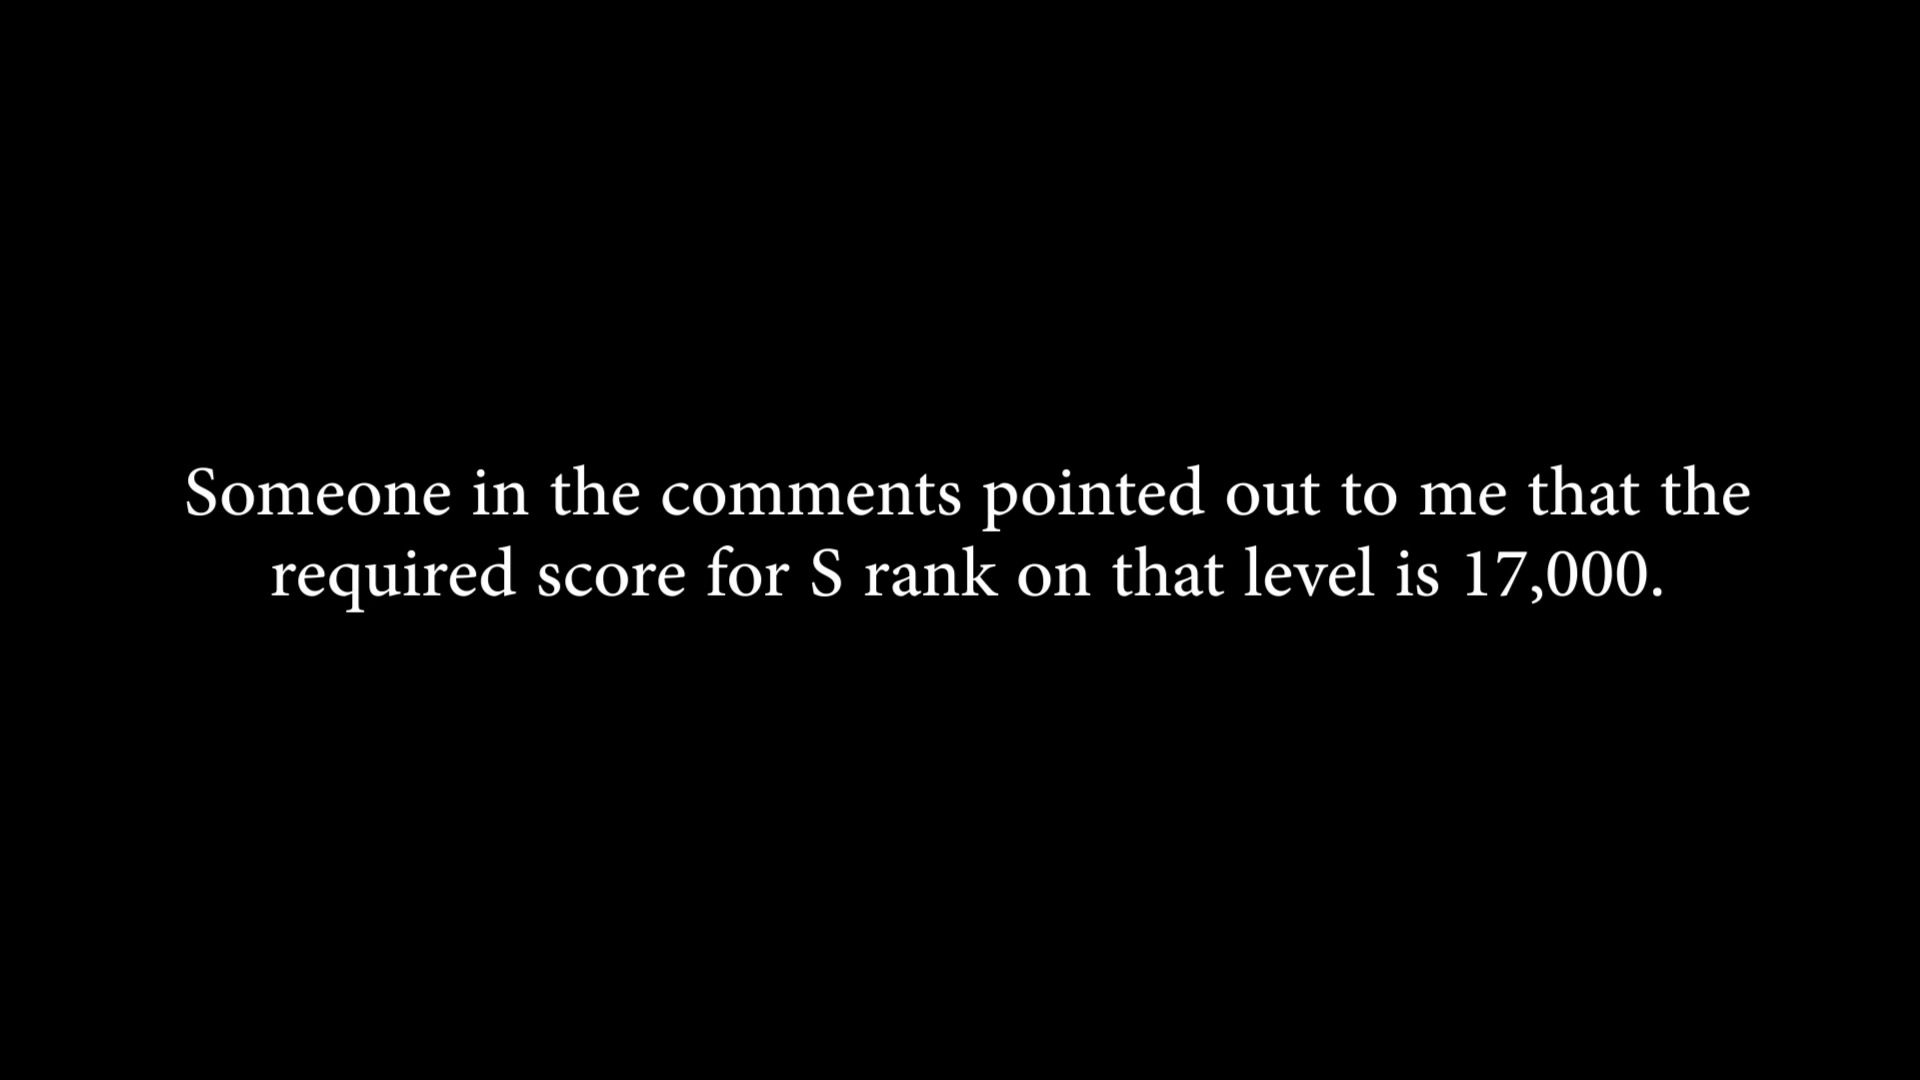 Someone in the comments pointed out to me that the
required score for S rank on that level is 17,000.